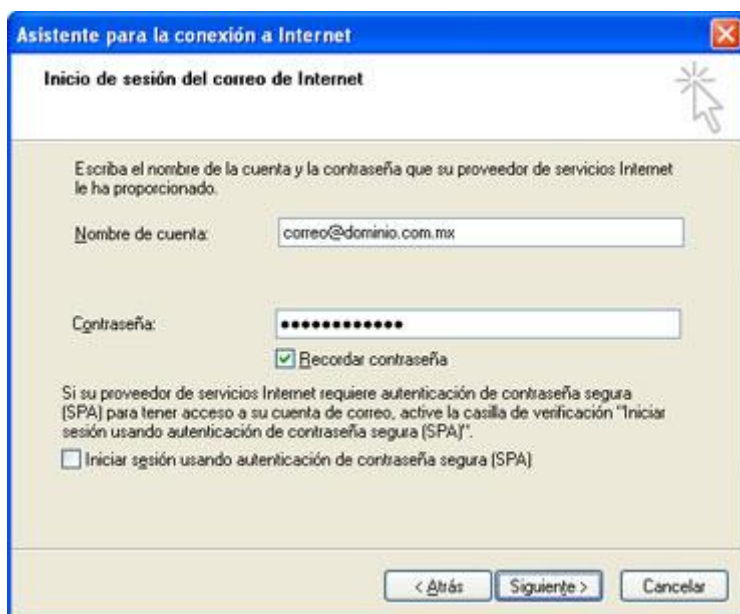 Asistente para la conexión a Internet
Inicio de sesión del correo de Internet
Escriba el nombre de la cuenta y la contraseña que su proveedor de servicios Internet
le ha proporcionado.
Nombre de cuenta: correo@dominio.com.mx
Contraseña: ●●●●●●●●●●●●
Recordar contraseña
Si su proveedor de servicios Internet requiere autenticación de contraseña segura
(SPA) para tener acceso a su cuenta de correo, active la casilla de verificación "Iniciar
sesión usando autenticación de contraseña segura (SPA)".
Iniciar sesión usando autenticación de contraseña segura (SPA)
< Atrás Siguiente > Cancelar